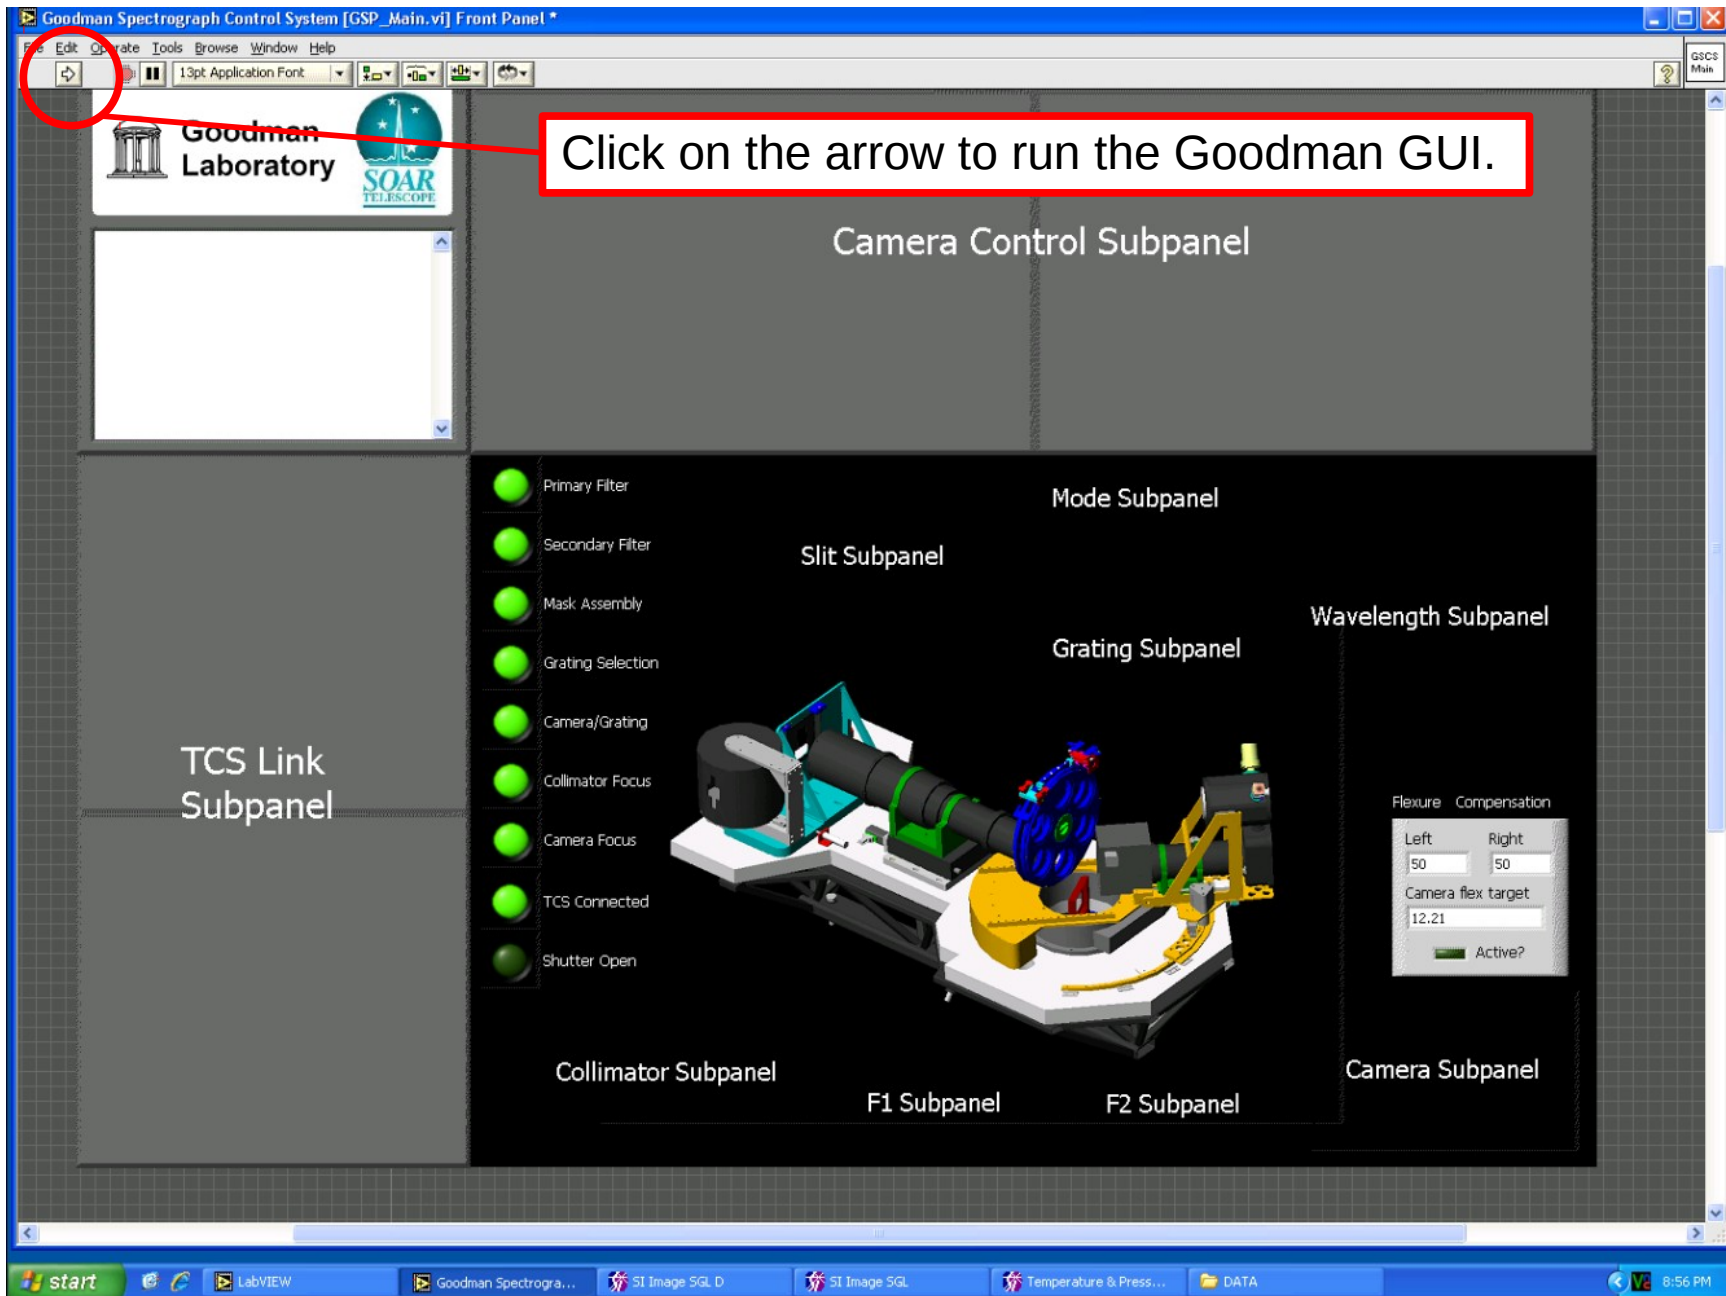 Goodman Spectrograph Control System [GSP_Main.vi] Front Panel *
File Edit Operate Tools Browse Window Help
13pt Application Font
GSCS
Main
Goodman
Laboratory
SOAR
TELESCOPE
Click on the arrow to run the Goodman GUI.
Camera Control Subpanel
Primary Filter
Secondary Filter
Mask Assembly
Grating Selection
Camera/Grating
Collimator Focus
Camera Focus
TCS Connected
Shutter Open
Mode Subpanel
Slit Subpanel
Wavelength Subpanel
Grating Subpanel
TCS Link
Subpanel
Flexure Compensation
Left Right
50 50
Camera flex target
12.21
Active?
Collimator Subpanel
F1 Subpanel
F2 Subpanel
Camera Subpanel
start LabVIEW Goodman Spectrogra... SI Image SGL D SI Image SGL Temperature & Press... DATA 8:56 PM